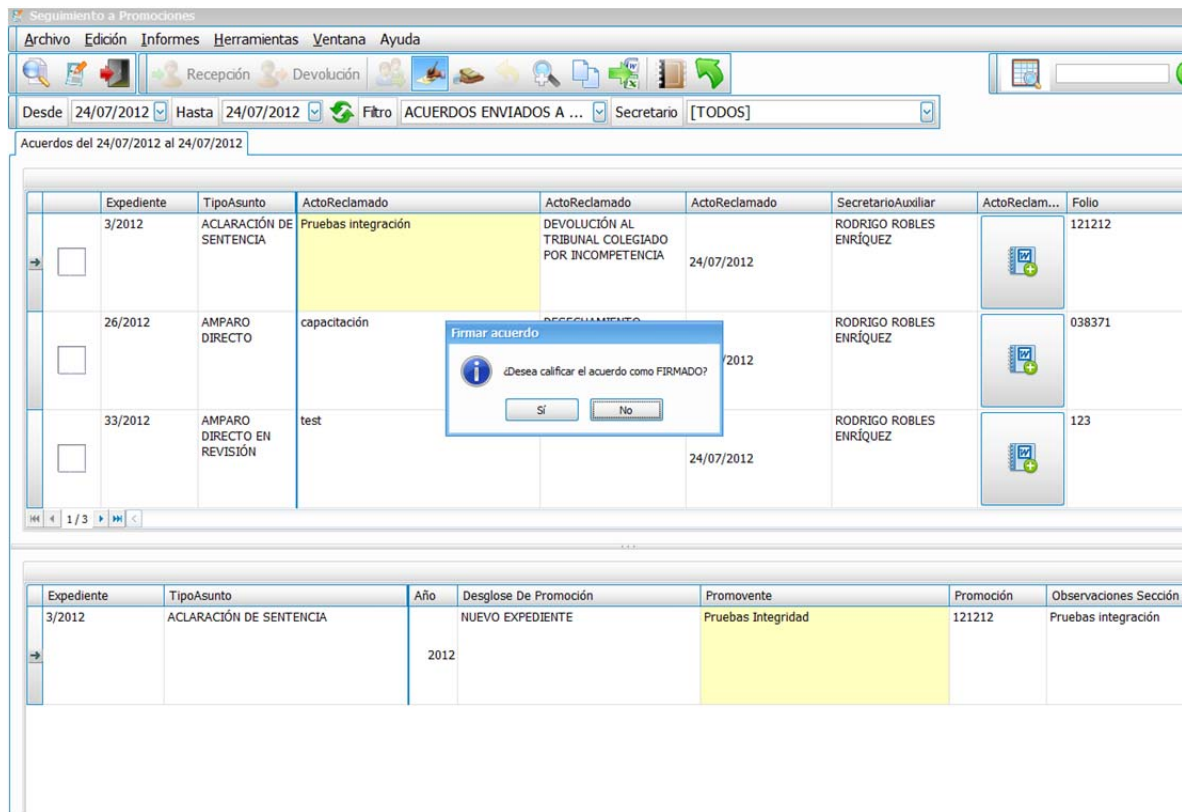 Seguimiento a Promociones
Archivo Edición Informes Herramientas Ventana Ayuda
Recepción Devolución
Desde 24/07/2012 Hasta 24/07/2012 Filtro ACUERDOS ENVIADOS A ... Secretario [TODOS]
Acuerdos del 24/07/2012 al 24/07/2012
Expediente TipoAsunto ActoReclamado ActoReclamado ActoReclamado SecretarioAuxiliar ActoReclam... Folio
3/2012 ACLARACIÓN DE Pruebas integración DEVOLUCIÓN AL RODRIGO ROBLES 121212
SENTENCIA TRIBUNAL COLEGIADO ENRÍQUEZ
POR INCOMPETENCIA 24/07/2012
26/2012 AMPARO capacitación RODRIGO ROBLES 038371
DIRECTO ENRÍQUEZ
Firmar acuerdo
/2012
¿Desea calificar el acuerdo como FIRMADO?
Sí No
33/2012 AMPARO test RODRIGO ROBLES 123
DIRECTO EN ENRÍQUEZ
REVISIÓN
24/07/2012
1/3
Expediente TipoAsunto Año Desglose De Promoción Promovente Promoción Observaciones Sección
3/2012 ACLARACIÓN DE SENTENCIA NUEVO EXPEDIENTE Pruebas Integridad 121212 Pruebas integración
2012